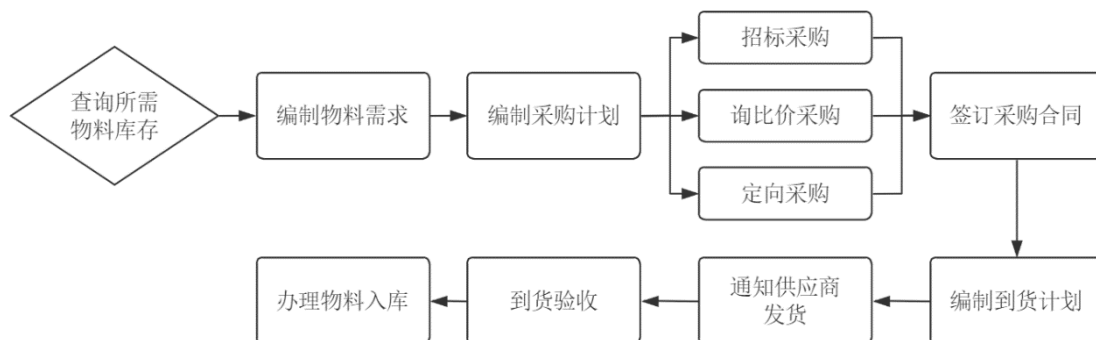 查询所需
物料库存
编制物料需求
编制采购计划
招标采购
询比价采购
定向采购
签订采购合同
编制到货计划
通知供应商
发货
到货验收
办理物料入库